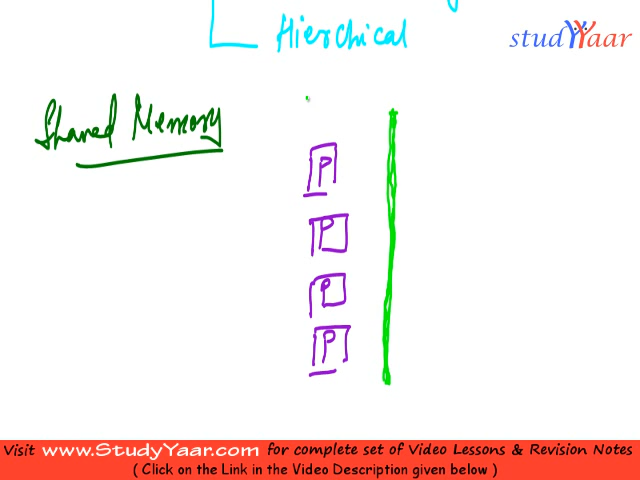 Hierchical
studYYaar
Shared Memory
P
P
P
P
Visit www.StudyYaar.com for complete set of Video Lessons & Revision Notes
( Click on the Link in the Video Description given below )